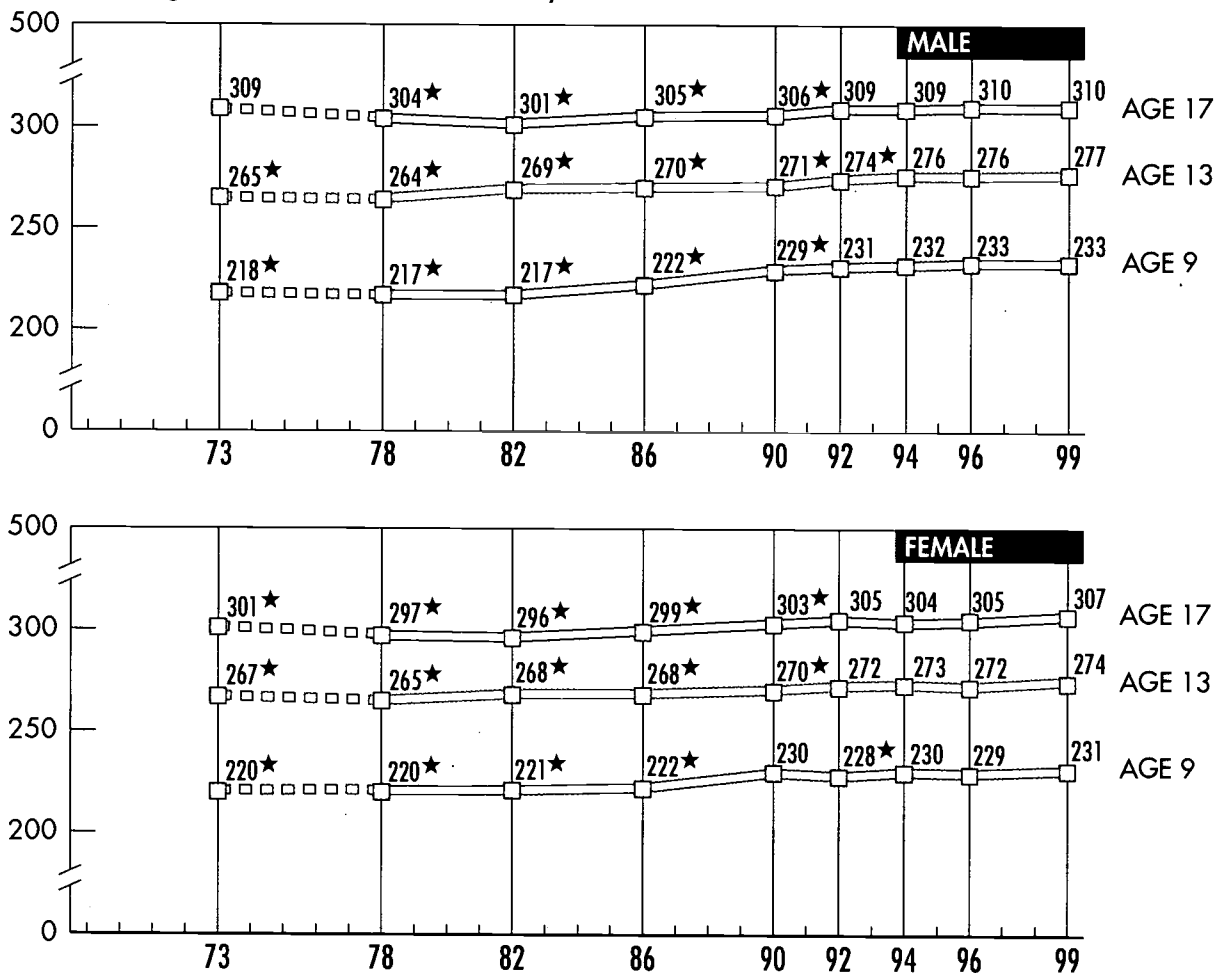 500
MALE
309 304★ 301★ 305★ 306★ 309 309 310 310 AGE 17
300
265★ 264★ 269★ 270★ 271★ 274★ 276 276 277 AGE 13
250
218★ 217★ 217★ 222★ 229★ 231 232 233 233 AGE 9
200
0
73 78 82 86 90 92 94 96 99
500
FEMALE
301★ 297★ 296★ 299★ 303★ 305 304 305 307 AGE 17
300
267★ 265★ 268★ 268★ 270★ 272 273 272 274 AGE 13
250
220★ 220★ 221★ 222★ 230 228★ 230 229 231 AGE 9
200
0
73 78 82 86 90 92 94 96 99